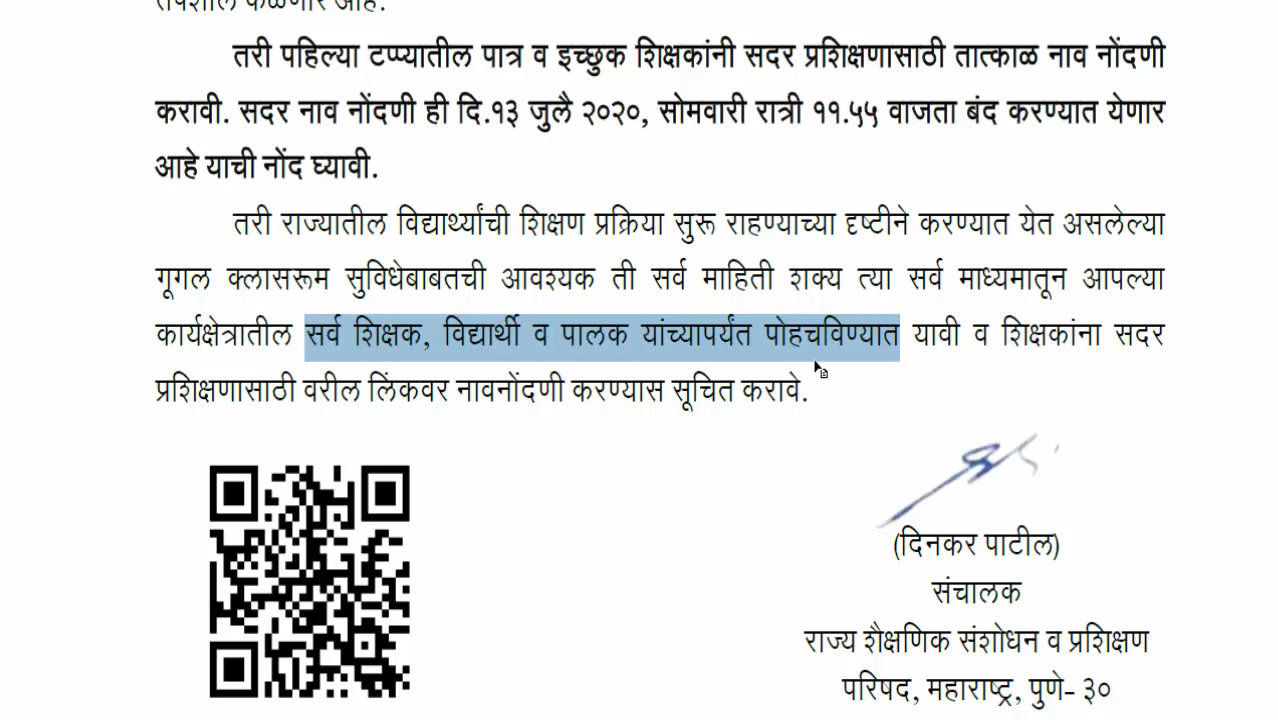 तपशील कळणार आहे.
तरी पहिल्या टप्प्यातील पात्र व इच्छुक शिक्षकांनी सदर प्रशिक्षणासाठी तात्काळ नाव नोंदणी
करावी. सदर नाव नोंदणी ही दि.१३ जुलै २०२०, सोमवारी रात्री ११.५५ वाजता बंद करण्यात येणार
आहे याची नोंद घ्यावी.
तरी राज्यातील विद्यार्थ्यांची शिक्षण प्रक्रिया सुरू राहण्याच्या दृष्टीने करण्यात येत असलेल्या
गूगल क्लासरूम सुविधेबाबतची आवश्यक ती सर्व माहिती शक्य त्या सर्व माध्यमातून आपल्या
कार्यक्षेत्रातील सर्व शिक्षक, विद्यार्थी व पालक यांच्यापर्यंत पोहचविण्यात यावी व शिक्षकांना सदर
प्रशिक्षणासाठी वरील लिंकवर नावनोंदणी करण्यास सूचित करावे.
(दिनकर पाटील)
संचालक
राज्य शैक्षणिक संशोधन व प्रशिक्षण
परिषद, महाराष्ट्र, पुणे- ३०